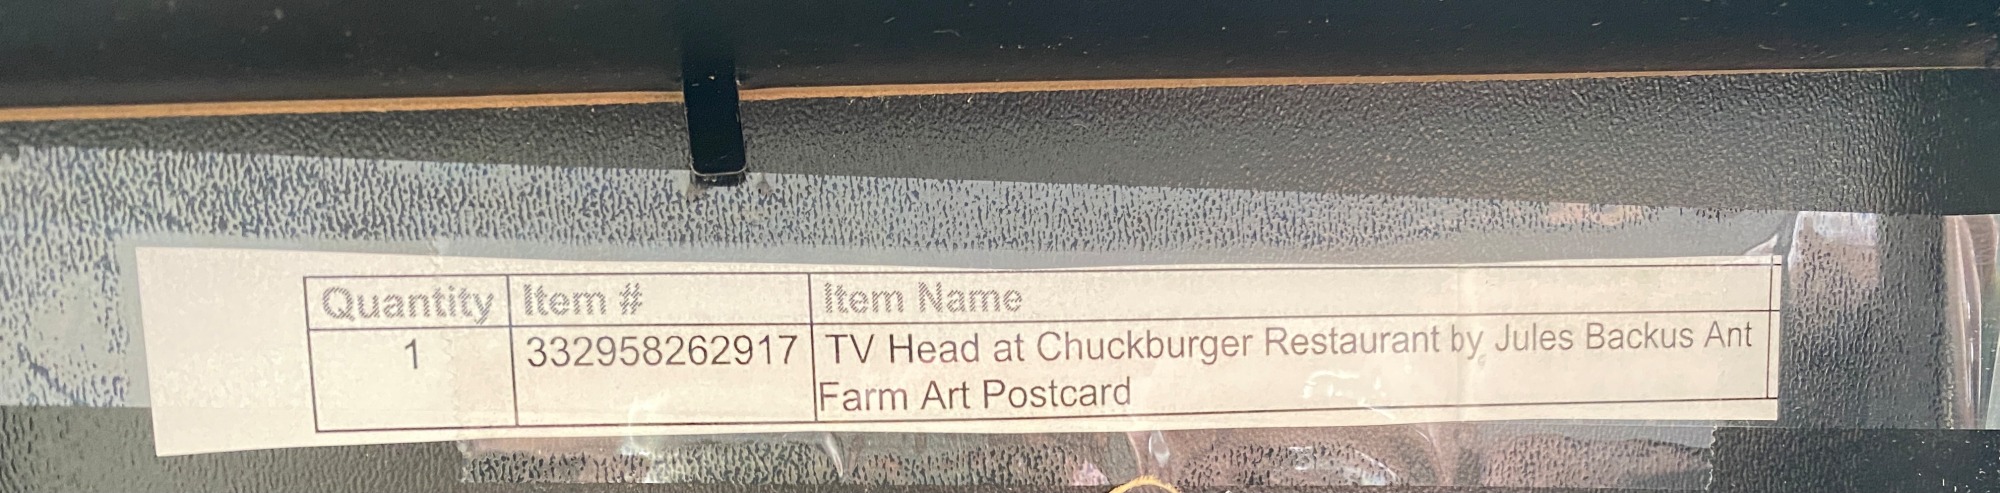 Quantity Item # Item Name
1 332958262917 TV Head at Chuckburger Restaurant by Jules Backus Ant
Farm Art Postcard